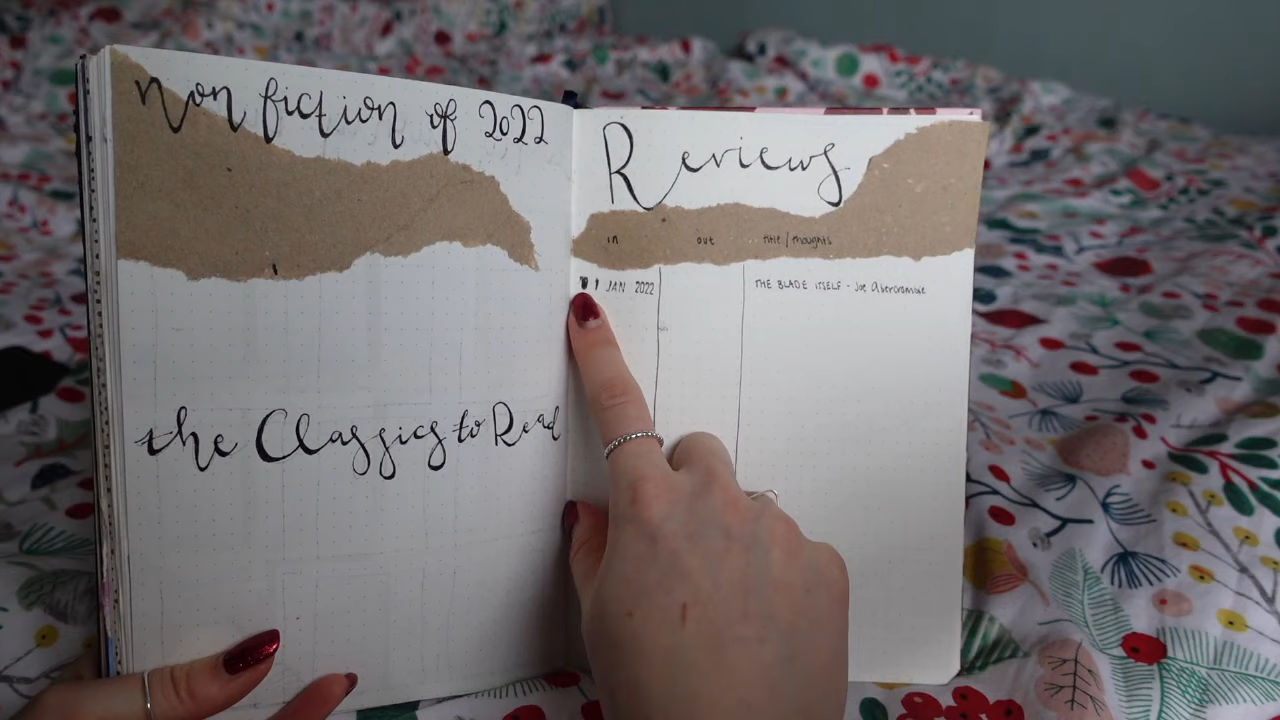 Non fiction of 2022
the Classics to Read
Reviews
in out title / thoughts
1 JAN 2022 THE BLADE ITSELF - Joe Abercrombie